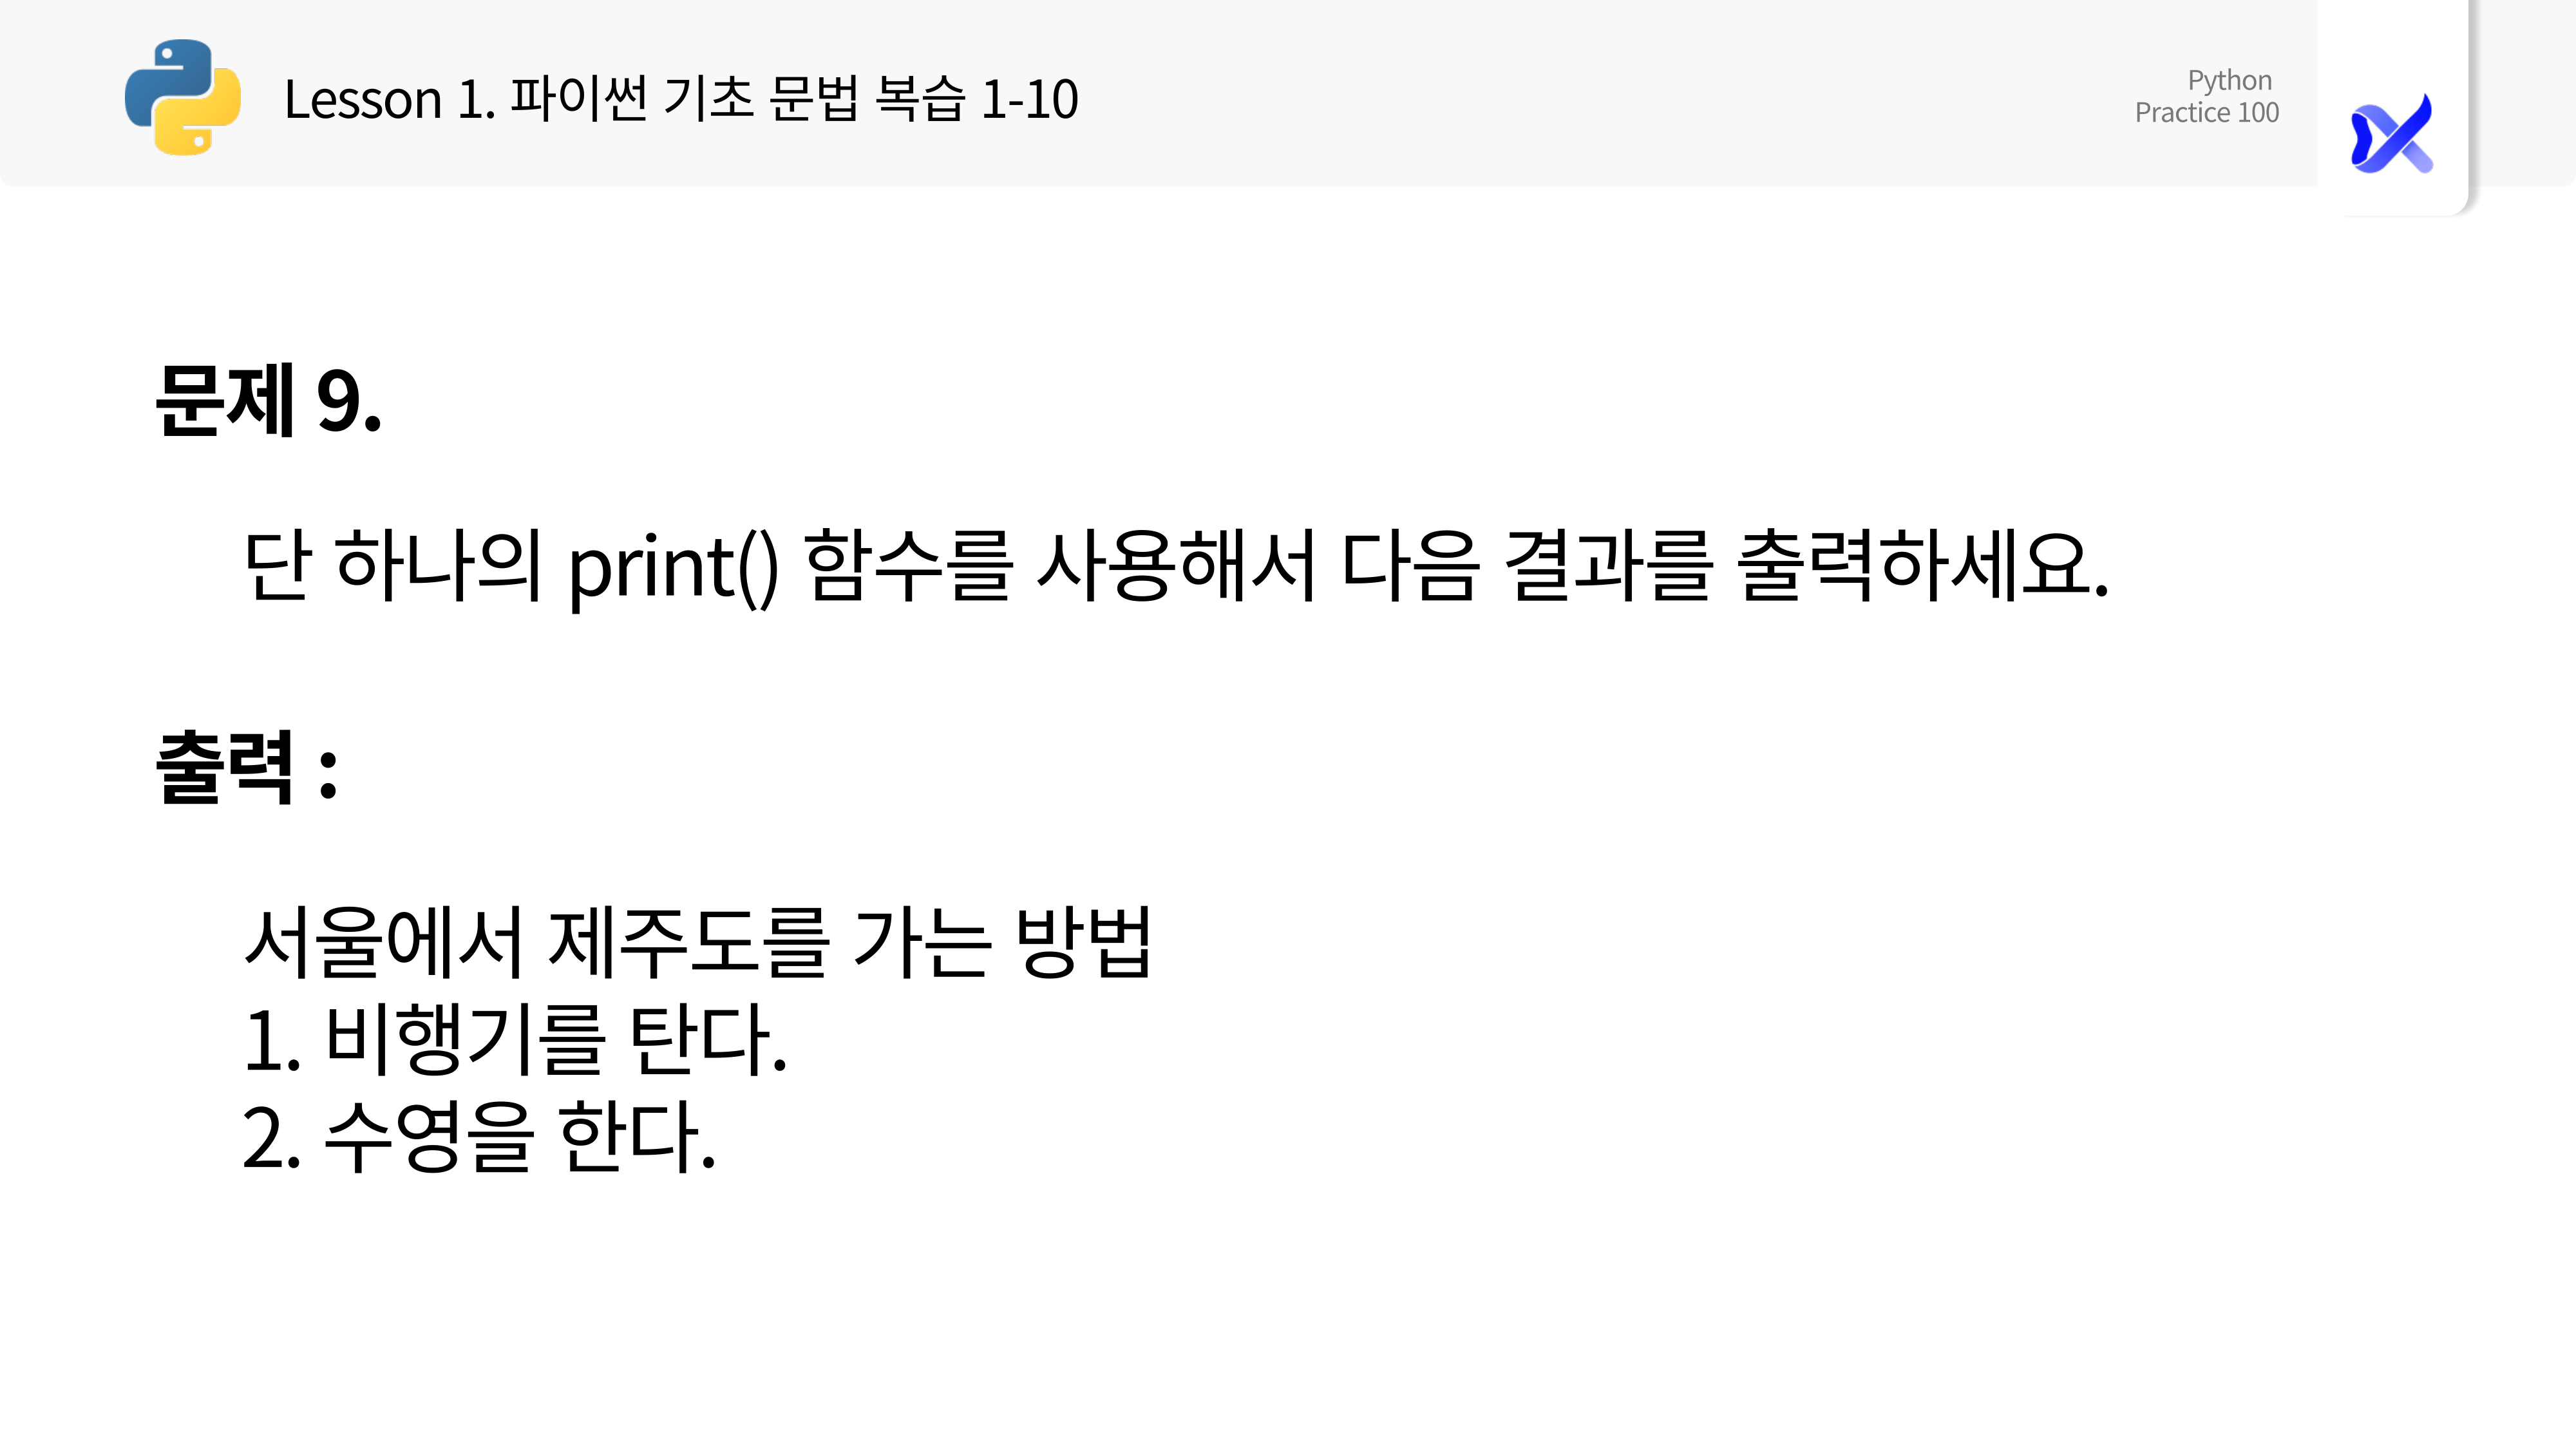 Lesson 1. 파이썬 기초 문법 복습 1-10
Python
Practice 100
문제 9.
단 하나의 print() 함수를 사용해서 다음 결과를 출력하세요.
출력 :
서울에서 제주도를 가는 방법
1. 비행기를 탄다.
2. 수영을 한다.